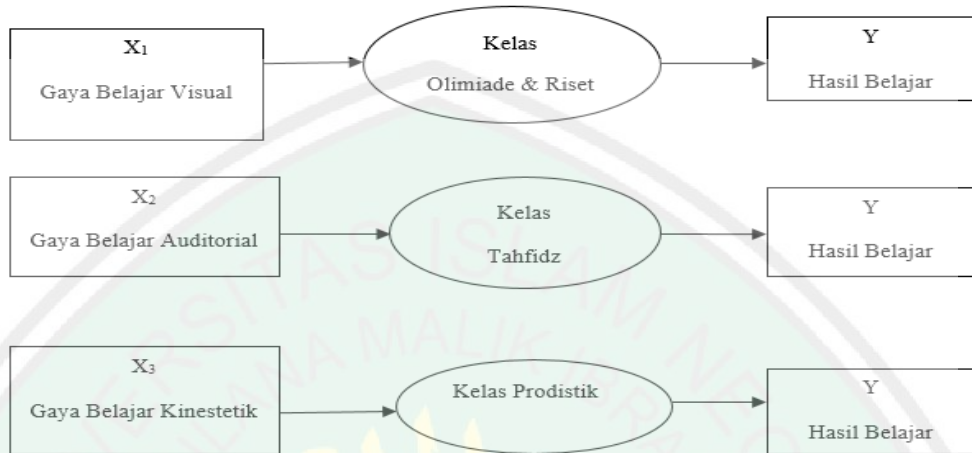 X₁
Gaya Belajar Visual
Kelas
Olimiade & Riset
Y
Hasil Belajar
X₂
Gaya Belajar Auditorial
Kelas
Tahfidz
Y
Hasil Belajar
X₃
Gaya Belajar Kinestetik
Kelas Prodistik
Y
Hasil Belajar